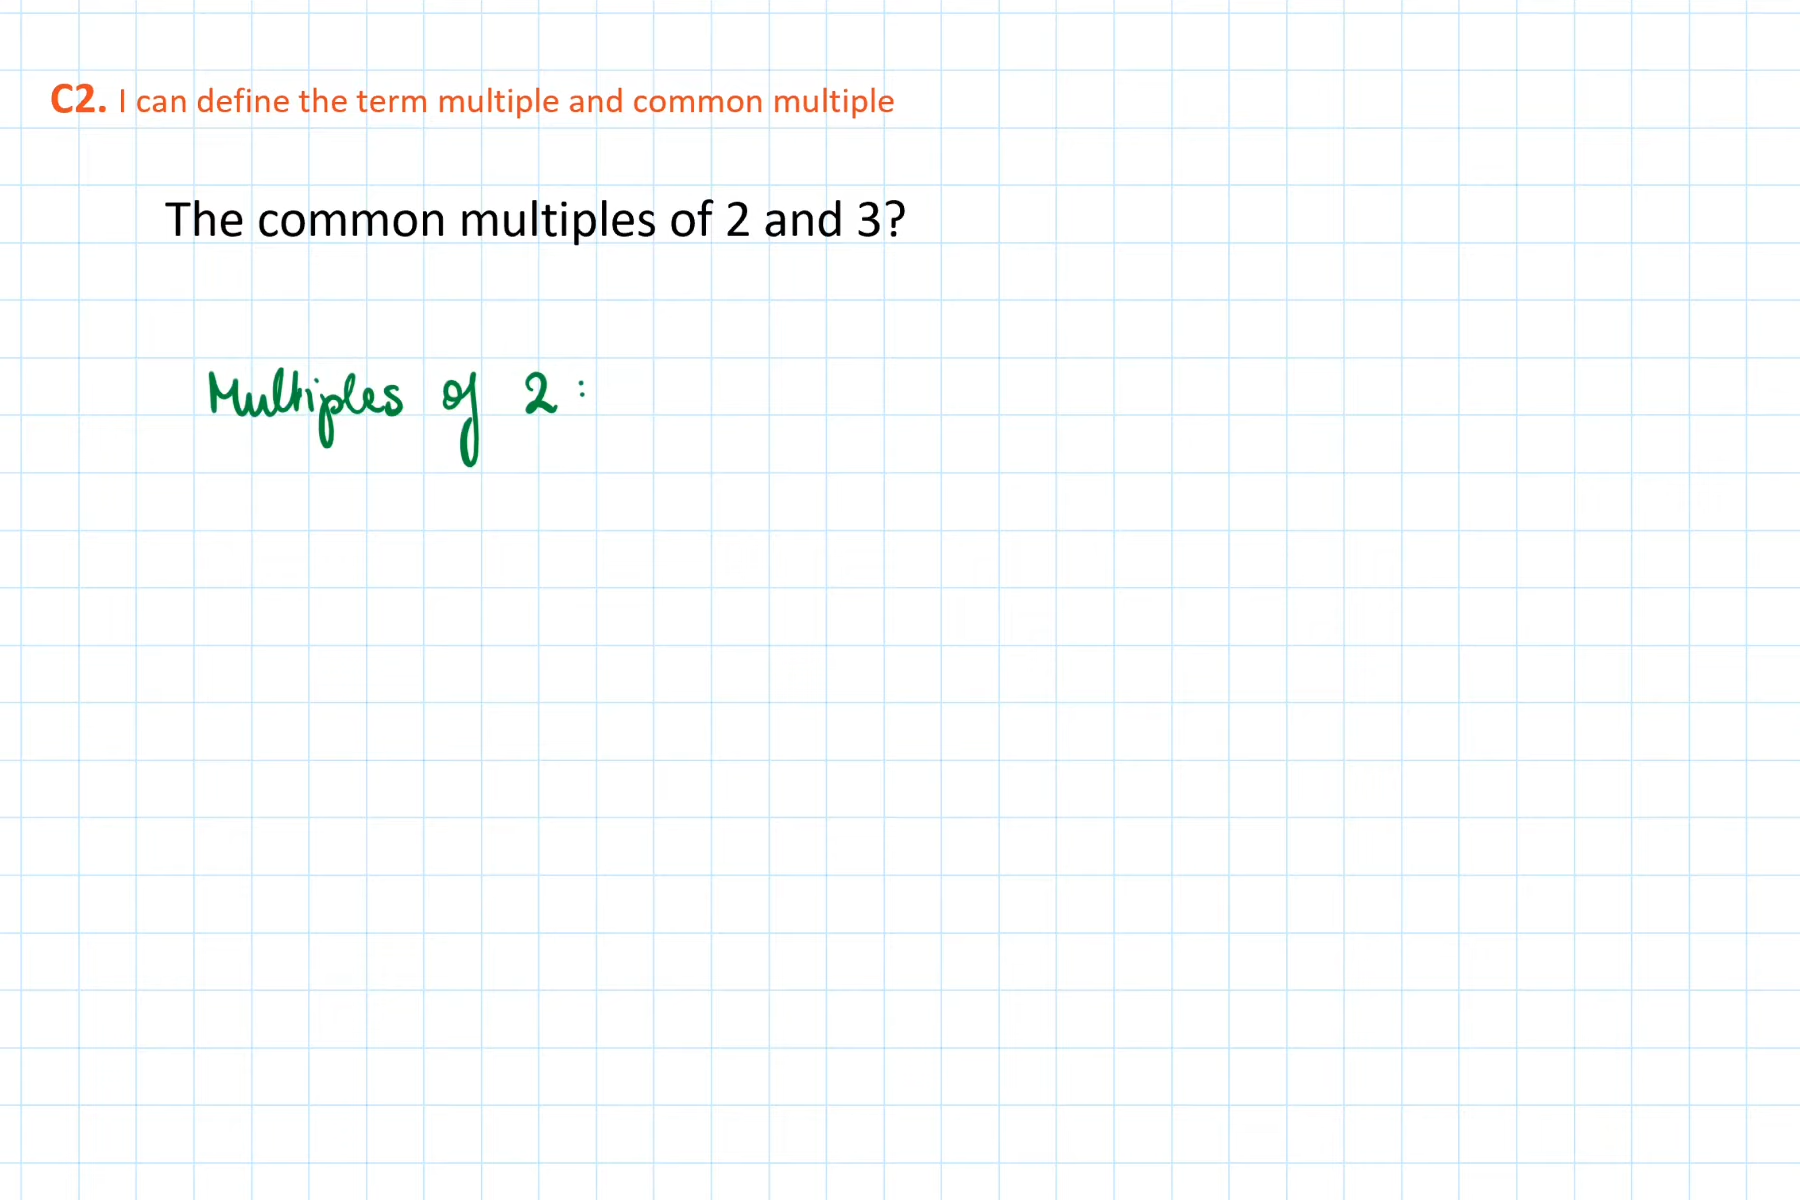 C2. I can define the term multiple and common multiple
The common multiples of 2 and 3?
Multiples of 2 :